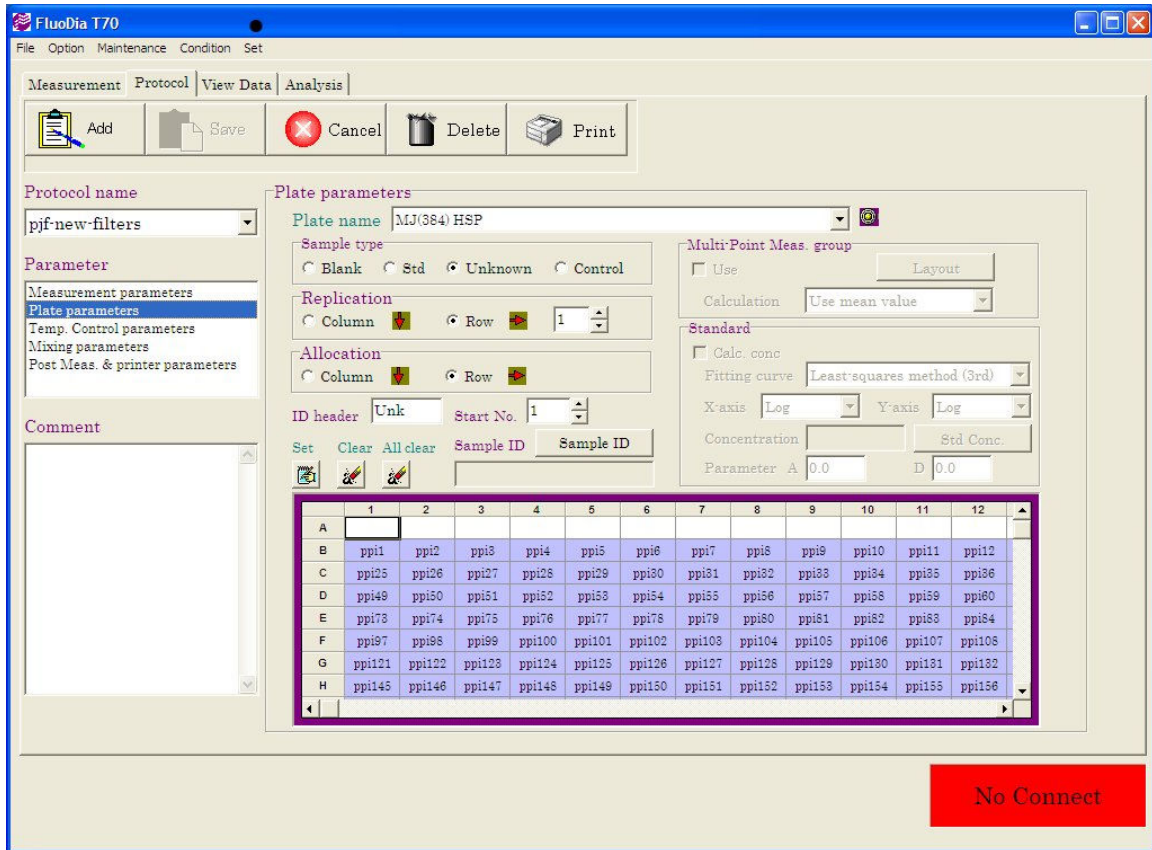 FluoDia T70
File Option Maintenance Condition Set
Measurement Protocol View Data Analysis
Add Save Cancel Delete Print
Protocol name
pjf-new-filters
Parameter
Measurement parameters
Plate parameters
Temp. Control parameters
Mixing parameters
Post Meas. & printer parameters
Comment
Plate parameters
Plate name MJ(384) HSP
Sample type
Blank Std Unknown Control
Replication
Column Row 1
Allocation
Column Row
ID header Unk Start No. 1
Set Clear All clear Sample ID Sample ID
Multi-Point Meas. group
Use Layout
Calculation Use mean value
Standard
Calc. conc
Fitting curve Least-squares method (3rd)
X-axis Log Y-axis Log
Concentration Std Conc.
Parameter A 0.0 D 0.0
1 2 3 4 5 6 7 8 9 10 11 12
A
B ppi1 ppi2 ppi3 ppi4 ppi5 ppi6 ppi7 ppi8 ppi9 ppi10 ppi11 ppi12
C ppi25 ppi26 ppi27 ppi28 ppi29 ppi30 ppi31 ppi32 ppi33 ppi34 ppi35 ppi36
D ppi49 ppi50 ppi51 ppi52 ppi53 ppi54 ppi55 ppi56 ppi57 ppi58 ppi59 ppi60
E ppi73 ppi74 ppi75 ppi76 ppi77 ppi78 ppi79 ppi80 ppi81 ppi82 ppi83 ppi84
F ppi97 ppi98 ppi99 ppi100 ppi101 ppi102 ppi103 ppi104 ppi105 ppi106 ppi107 ppi108
G ppi121 ppi122 ppi123 ppi124 ppi125 ppi126 ppi127 ppi128 ppi129 ppi130 ppi131 ppi132
H ppi145 ppi146 ppi147 ppi148 ppi149 ppi150 ppi151 ppi152 ppi153 ppi154 ppi155 ppi156
No Connect